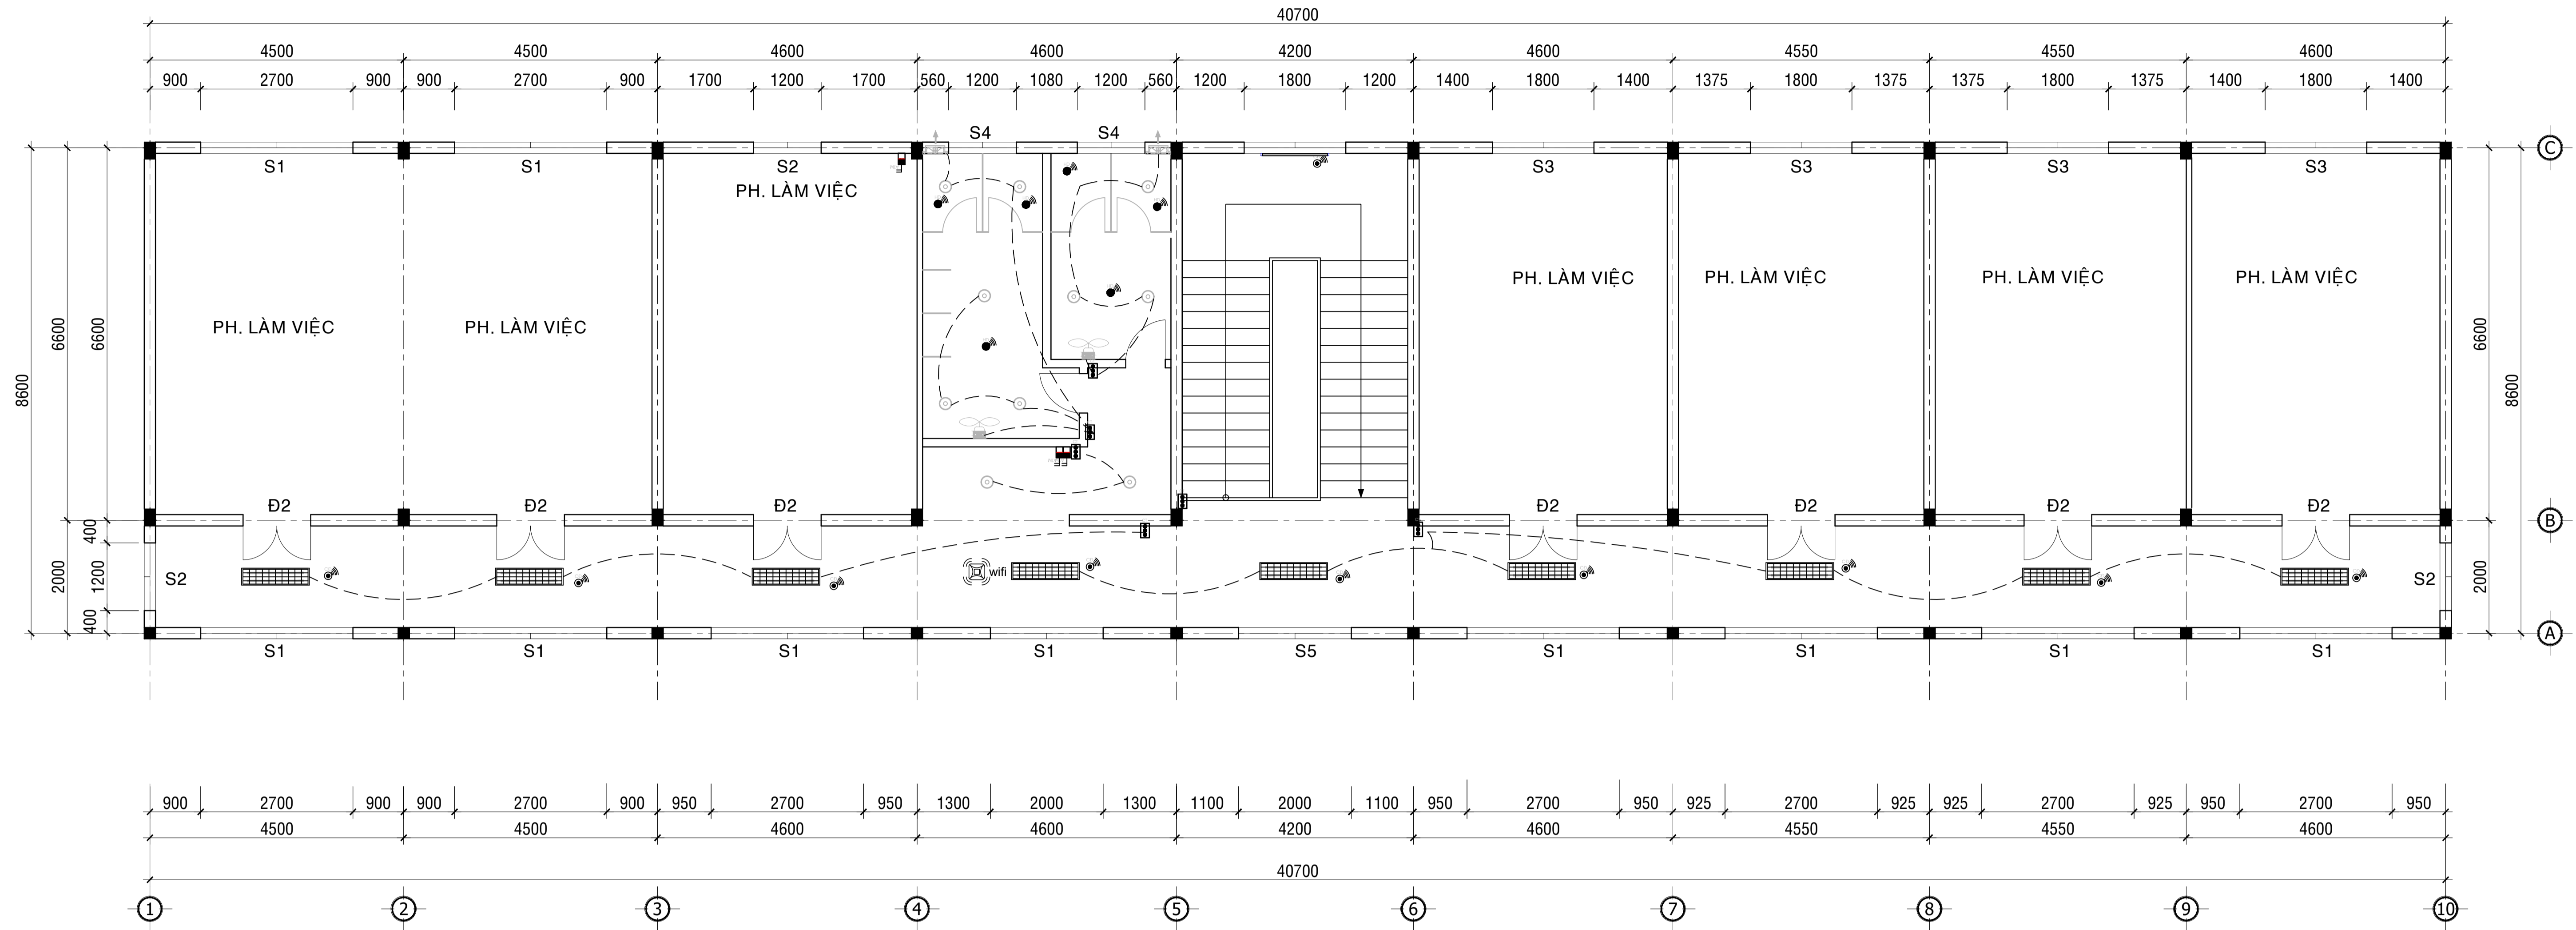 40700
4500 4500 4600 4600 4200 4600 4550 4550 4600
900 2700 900 900 2700 900 1700 1200 1700 560 1200 1080 1200 560 1200 1800 1200 1400 1800 1400 1375 1800 1375 1375 1800 1375 1400 1800 1400
S4 S4
C C
S1 S1 S2 S3 S3 S3 S3
PH. LÀM VIỆC
PH. LÀM VIỆC PH. LÀM VIỆC PH. LÀM VIỆC PH. LÀM VIỆC
PH. LÀM VIỆC PH. LÀM VIỆC
8600 6600 6600 6600 8600
Đ2 Đ2 Đ2 Đ2 Đ2 Đ2 Đ2
B
400
wifi
2000 1200 S2 S2 2000
400
A
S1 S1 S1 S1 S5 S1 S1 S1 S1
900 2700 900 900 2700 900 950 2700 950 1300 2000 1300 1100 2000 1100 950 2700 950 925 2700 925 925 2700 925 950 2700 950
4500 4500 4600 4600 4200 4600 4550 4550 4600
40700
1 2 3 4 5 6 7 8 9 10